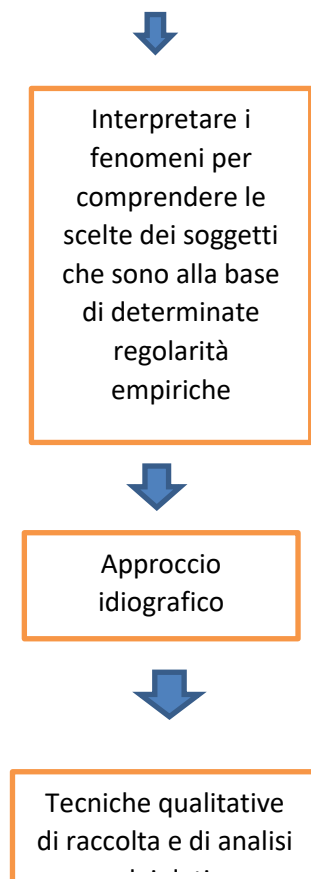 Interpretare i
fenomeni per
comprendere le
scelte dei soggetti
che sono alla base
di determinate
regolarità
empiriche
Approccio
idiografico
Tecniche qualitative
di raccolta e di analisi